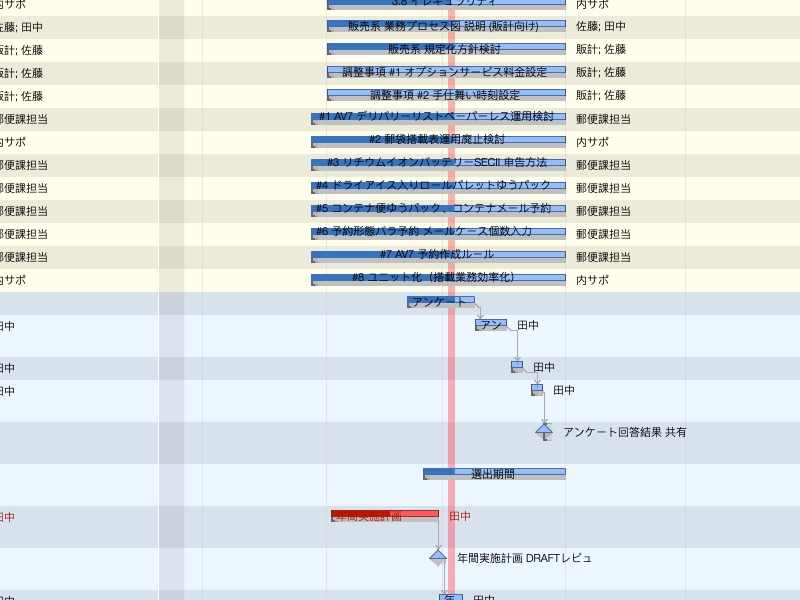 内サポ 3.8 イレギュラリティ 内サポ
佐藤; 田中 販売系 業務プロセス図 説明 (販計向け) 佐藤; 田中
販計; 佐藤 販売系 規定化方針検討 販計; 佐藤
販計; 佐藤 調整事項 #1 オプションサービス料金設定 販計; 佐藤
販計; 佐藤 調整事項 #2 手仕舞い時刻設定 販計; 佐藤
郵便課担当 #1 AV7 デリバリーリストペーパーレス運用検討 郵便課担当
内サポ #2 郵袋搭載表運用廃止検討 内サポ
郵便課担当 #3 リチウムイオンバッテリーSECII 申告方法 郵便課担当
郵便課担当 #4 ドライアイス入りロールパレットゆうパック 郵便課担当
郵便課担当 #5 コンテナ便ゆうパック、コンテナメール予約 郵便課担当
郵便課担当 #6 予約形態バラ予約 メールケース個数入力 郵便課担当
郵便課担当 #7 AV7 予約作成ルール 郵便課担当
内サポ #8 ユニット化（搭載業務効率化） 内サポ
アンケート
田中 アン 田中
田中 田中
田中 田中
アンケート回答結果 共有
選出期間
田中 年間実施計画 田中
年間実施計画 DRAFTレビュ
田中 年 田中